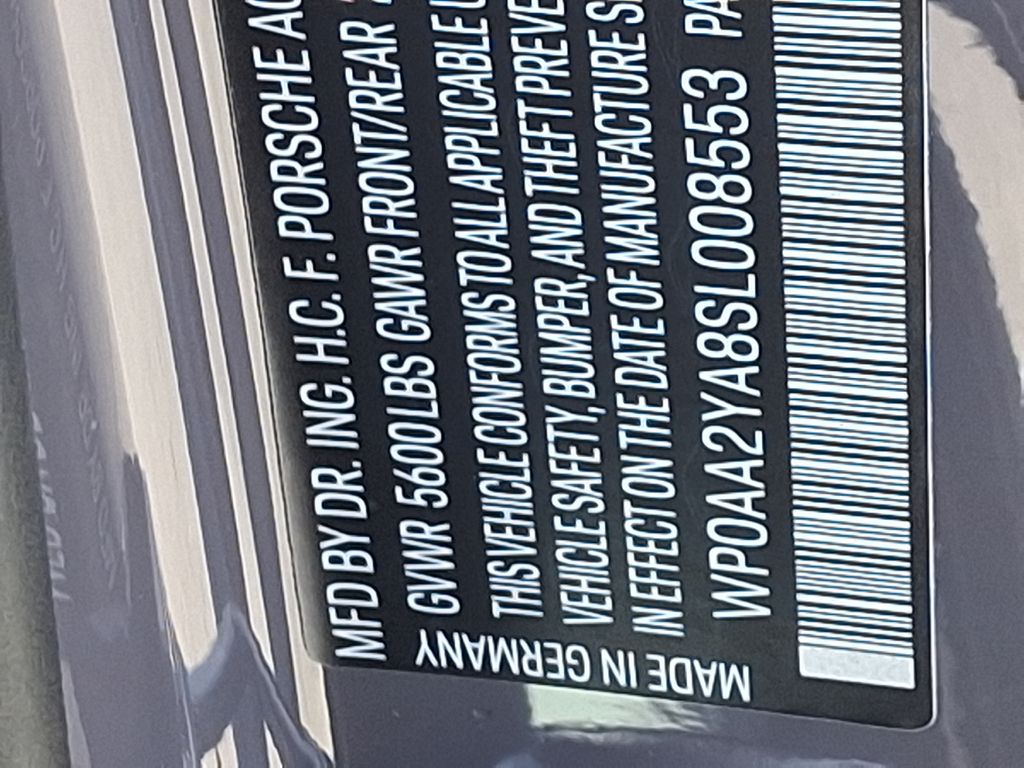 MFD BY DR. ING. H.C. F. PORSCHE AG
GVWR 5600 LBS GAWR FRONT/REAR
THIS VEHICLE CONFORMS TO ALL APPLICABLE
VEHICLE SAFETY, BUMPER, AND THEFT PREVE
IN EFFECT ON THE DATE OF MANUFACTURE
WP0AA2YA8SL008553 PA
MADE IN GERMANY